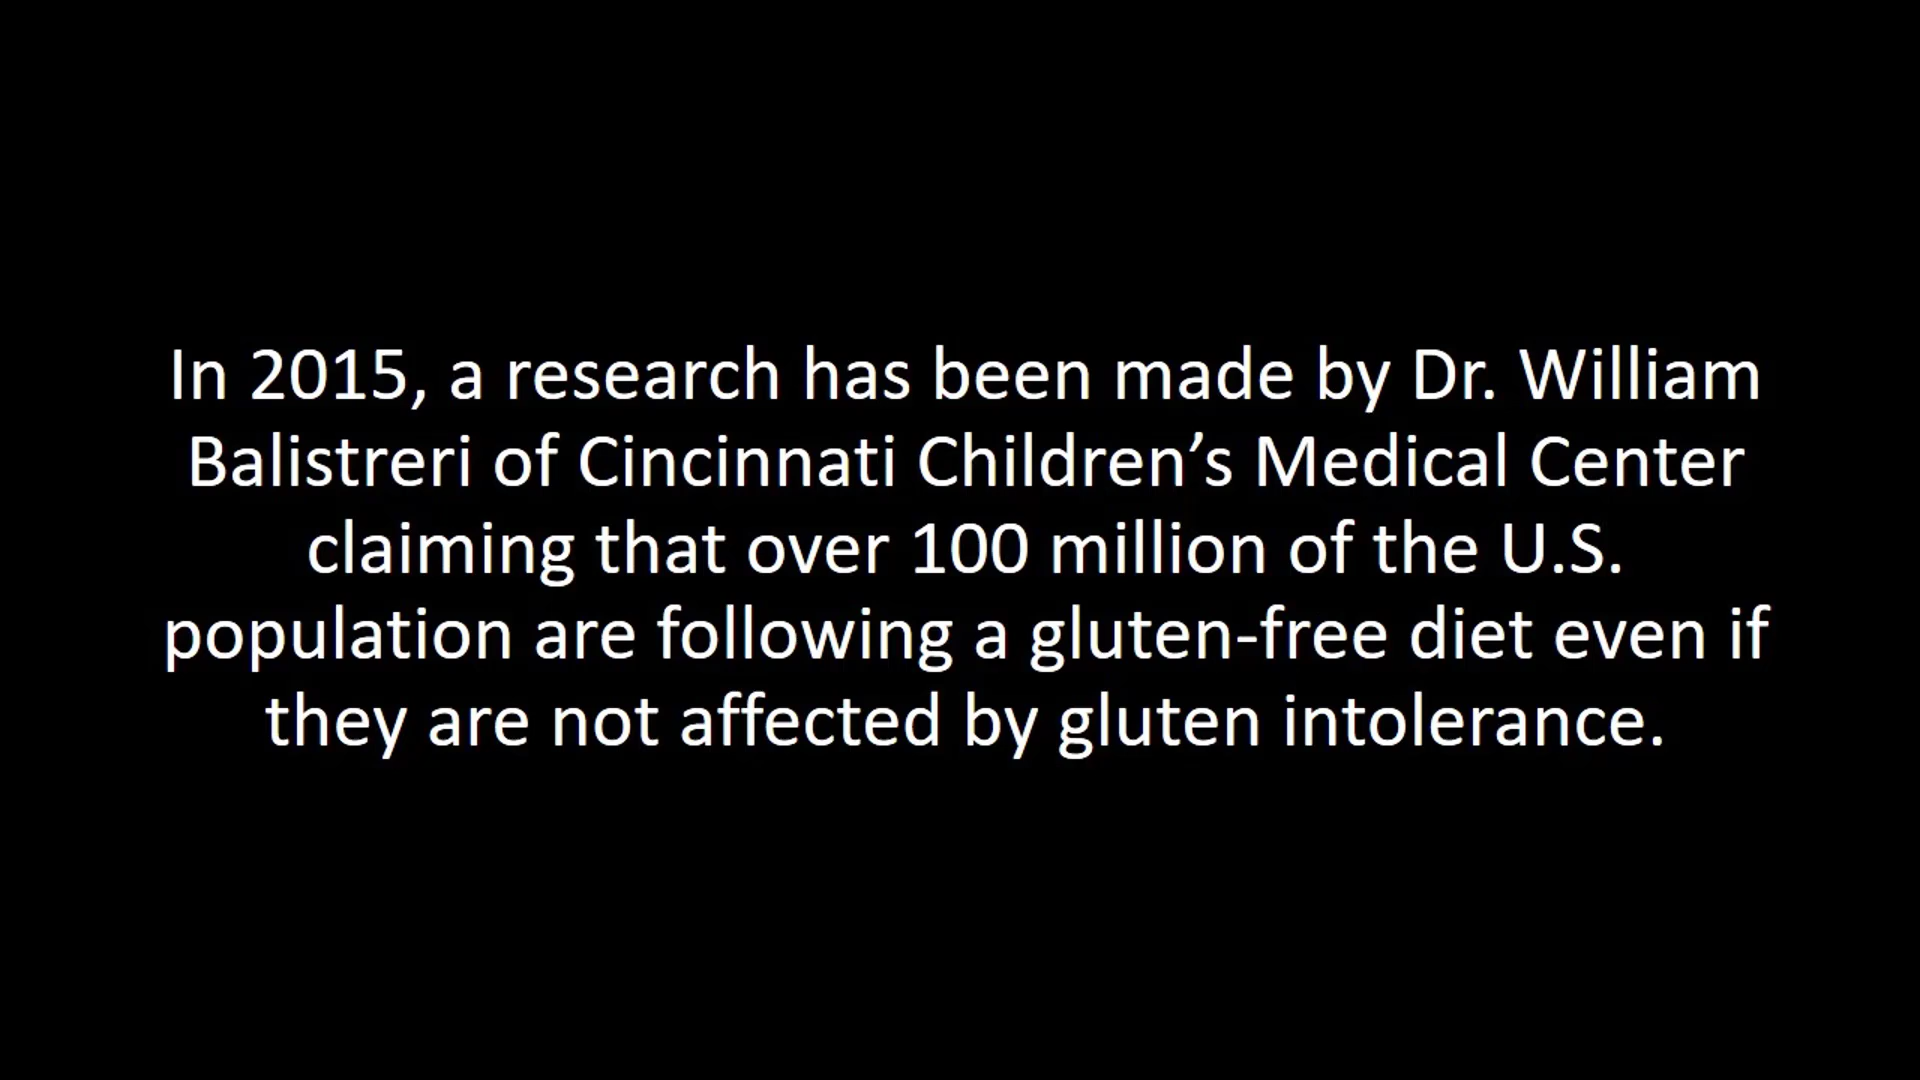 In 2015, a research has been made by Dr. William
Balistreri of Cincinnati Children’s Medical Center
claiming that over 100 million of the U.S.
population are following a gluten-free diet even if
they are not affected by gluten intolerance.